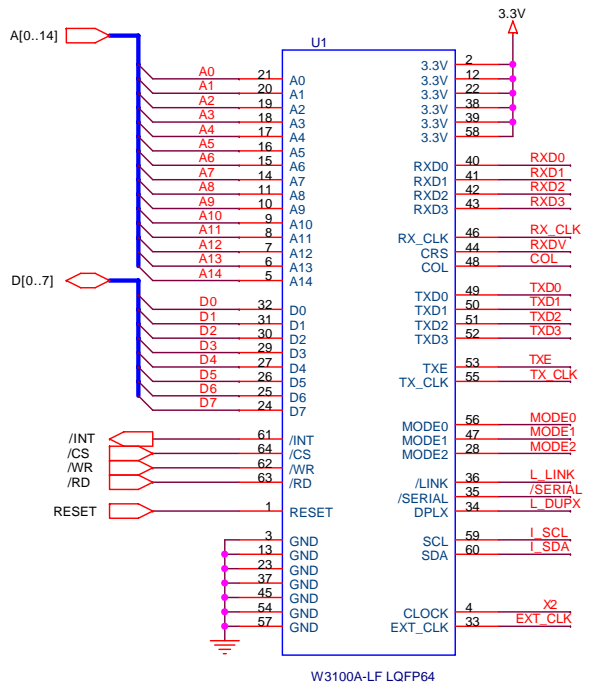 3.3V
A[0..14]
U1
A0 21 A0
A1 20 A1
A2 19 A2
A3 18 A3
A4 17 A4
A5 16 A5
A6 15 A6
A7 14 A7
A8 11 A8
A9 10 A9
A10 9 A10
A11 8 A11
A12 7 A12
A13 6 A13
A14 5 A14
D[0..7]
D0 32 D0
D1 31 D1
D2 30 D2
D3 29 D3
D4 27 D4
D5 26 D5
D6 25 D6
D7 24 D7
/INT 61 /INT
/CS 64 /CS
/WR 62 /WR
/RD 63 /RD
RESET 1 RESET
3 GND
13 GND
23 GND
37 GND
45 GND
54 GND
57 GND
3.3V 2
3.3V 12
3.3V 22
3.3V 38
3.3V 39
3.3V 58
RXD0 40 RXD0
RXD1 41 RXD1
RXD2 42 RXD2
RXD3 43 RXD3
RX_CLK 46 RX_CLK
CRS 44 RXDV
COL 48 COL
TXD0 49 TXD0
TXD1 50 TXD1
TXD2 51 TXD2
TXD3 52 TXD3
TXE 53 TXE
TX_CLK 55 TX_CLK
MODE0 56 MODE0
MODE1 47 MODE1
MODE2 28 MODE2
/LINK 36 L_LINK
/SERIAL 35 /SERIAL
DPLX 34 L_DUPX
SCL 59 I_SCL
SDA 60 I_SDA
CLOCK 4 X2
EXT_CLK 33 EXT_CLK
W3100A-LF LQFP64